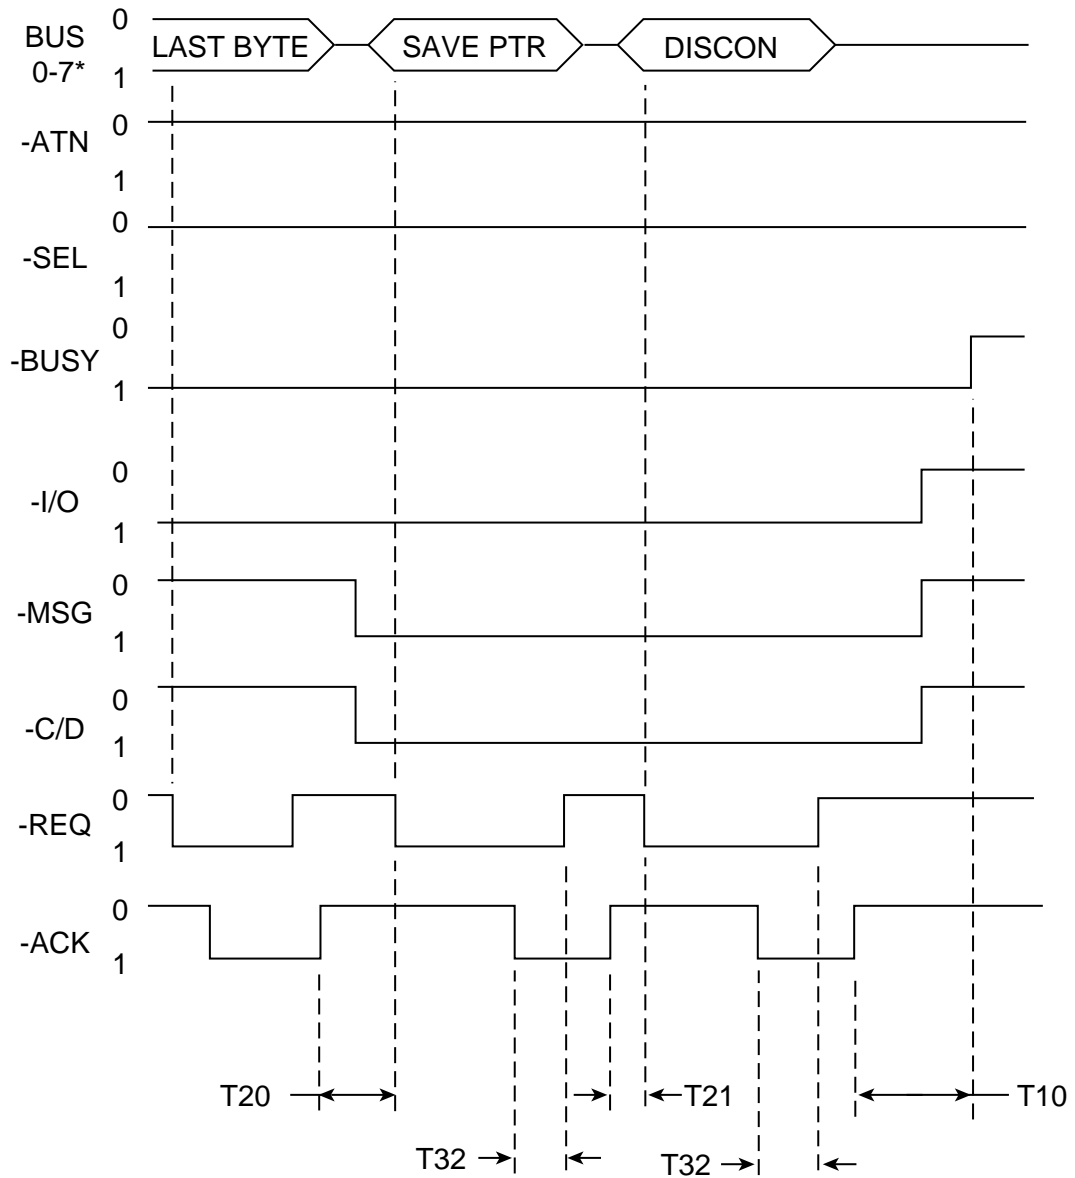 BUS
0-7*
0
1
LAST BYTE
SAVE PTR
DISCON
-ATN
0
1
-SEL
0
1
-BUSY
0
1
-I/O
0
1
-MSG
0
1
-C/D
0
1
-REQ
0
1
-ACK
0
1
T20
T21
T10
T32
T32